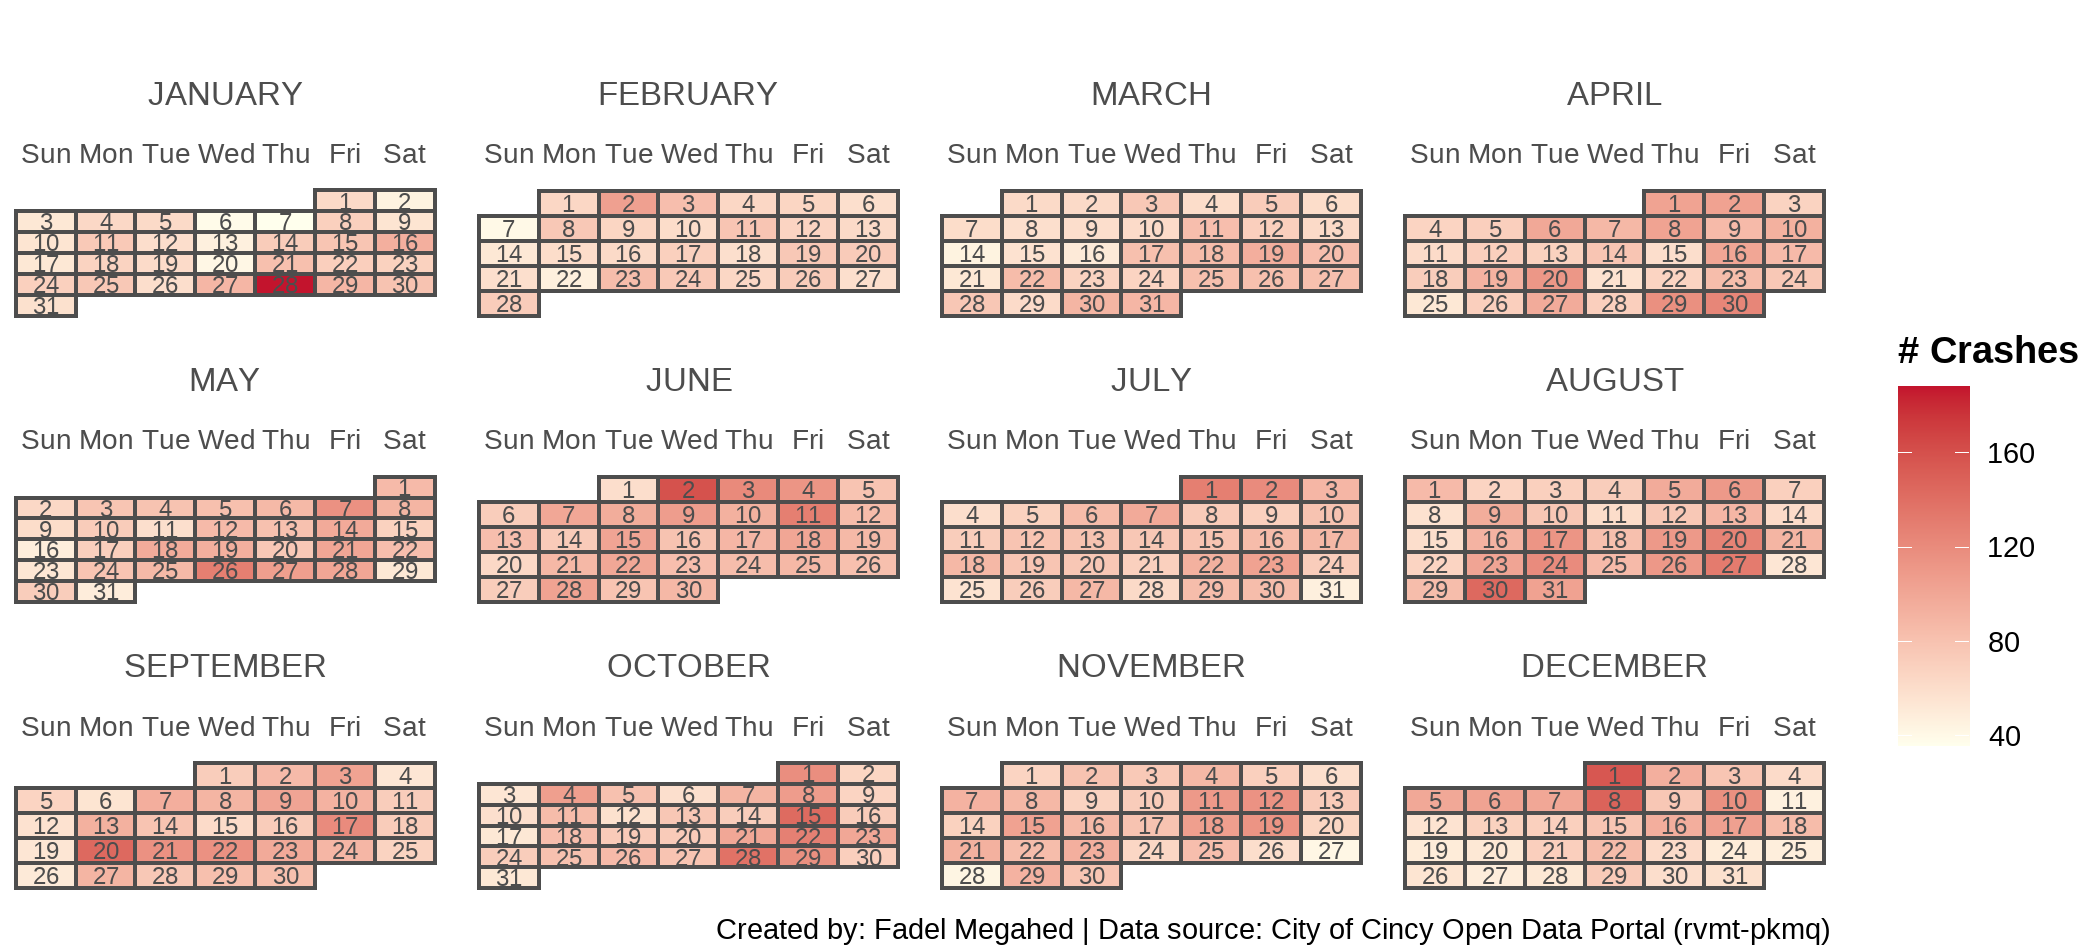 JANUARY FEBRUARY MARCH APRIL
Sun Mon Tue Wed Thu Fri Sat Sun Mon Tue Wed Thu Fri Sat Sun Mon Tue Wed Thu Fri Sat Sun Mon Tue Wed Thu Fri Sat
1 2 1 2 3 4 5 6 1 2 3 4 5 6 1 2 3
3 4 5 6 7 8 9 7 8 9 10 11 12 13 7 8 9 10 11 12 13 4 5 6 7 8 9 10
10 11 12 13 14 15 16 14 15 16 17 18 19 20 14 15 16 17 18 19 20 11 12 13 14 15 16 17
17 18 19 20 21 22 23 21 22 23 24 25 26 27 21 22 23 24 25 26 27 18 19 20 21 22 23 24
24 25 26 27 28 29 30 28 28 29 30 31 25 26 27 28 29 30
31
# Crashes
160
120
80
40
MAY JUNE JULY AUGUST
Sun Mon Tue Wed Thu Fri Sat Sun Mon Tue Wed Thu Fri Sat Sun Mon Tue Wed Thu Fri Sat Sun Mon Tue Wed Thu Fri Sat
1 1 2 3 4 5 1 2 3 1 2 3 4 5 6 7
2 3 4 5 6 7 8 6 7 8 9 10 11 12 4 5 6 7 8 9 10 8 9 10 11 12 13 14
9 10 11 12 13 14 15 13 14 15 16 17 18 19 11 12 13 14 15 16 17 15 16 17 18 19 20 21
16 17 18 19 20 21 22 20 21 22 23 24 25 26 18 19 20 21 22 23 24 22 23 24 25 26 27 28
23 24 25 26 27 28 29 27 28 29 30 25 26 27 28 29 30 31 29 30 31
30 31
SEPTEMBER OCTOBER NOVEMBER DECEMBER
Sun Mon Tue Wed Thu Fri Sat Sun Mon Tue Wed Thu Fri Sat Sun Mon Tue Wed Thu Fri Sat Sun Mon Tue Wed Thu Fri Sat
1 2 3 4 1 2 1 2 3 4 5 6 1 2 3 4
5 6 7 8 9 10 11 3 4 5 6 7 8 9 7 8 9 10 11 12 13 5 6 7 8 9 10 11
12 13 14 15 16 17 18 10 11 12 13 14 15 16 14 15 16 17 18 19 20 12 13 14 15 16 17 18
19 20 21 22 23 24 25 17 18 19 20 21 22 23 21 22 23 24 25 26 27 19 20 21 22 23 24 25
26 27 28 29 30 24 25 26 27 28 29 30 28 29 30 26 27 28 29 30 31
31
Created by: Fadel Megahed | Data source: City of Cincy Open Data Portal (rvmt-pkmq)